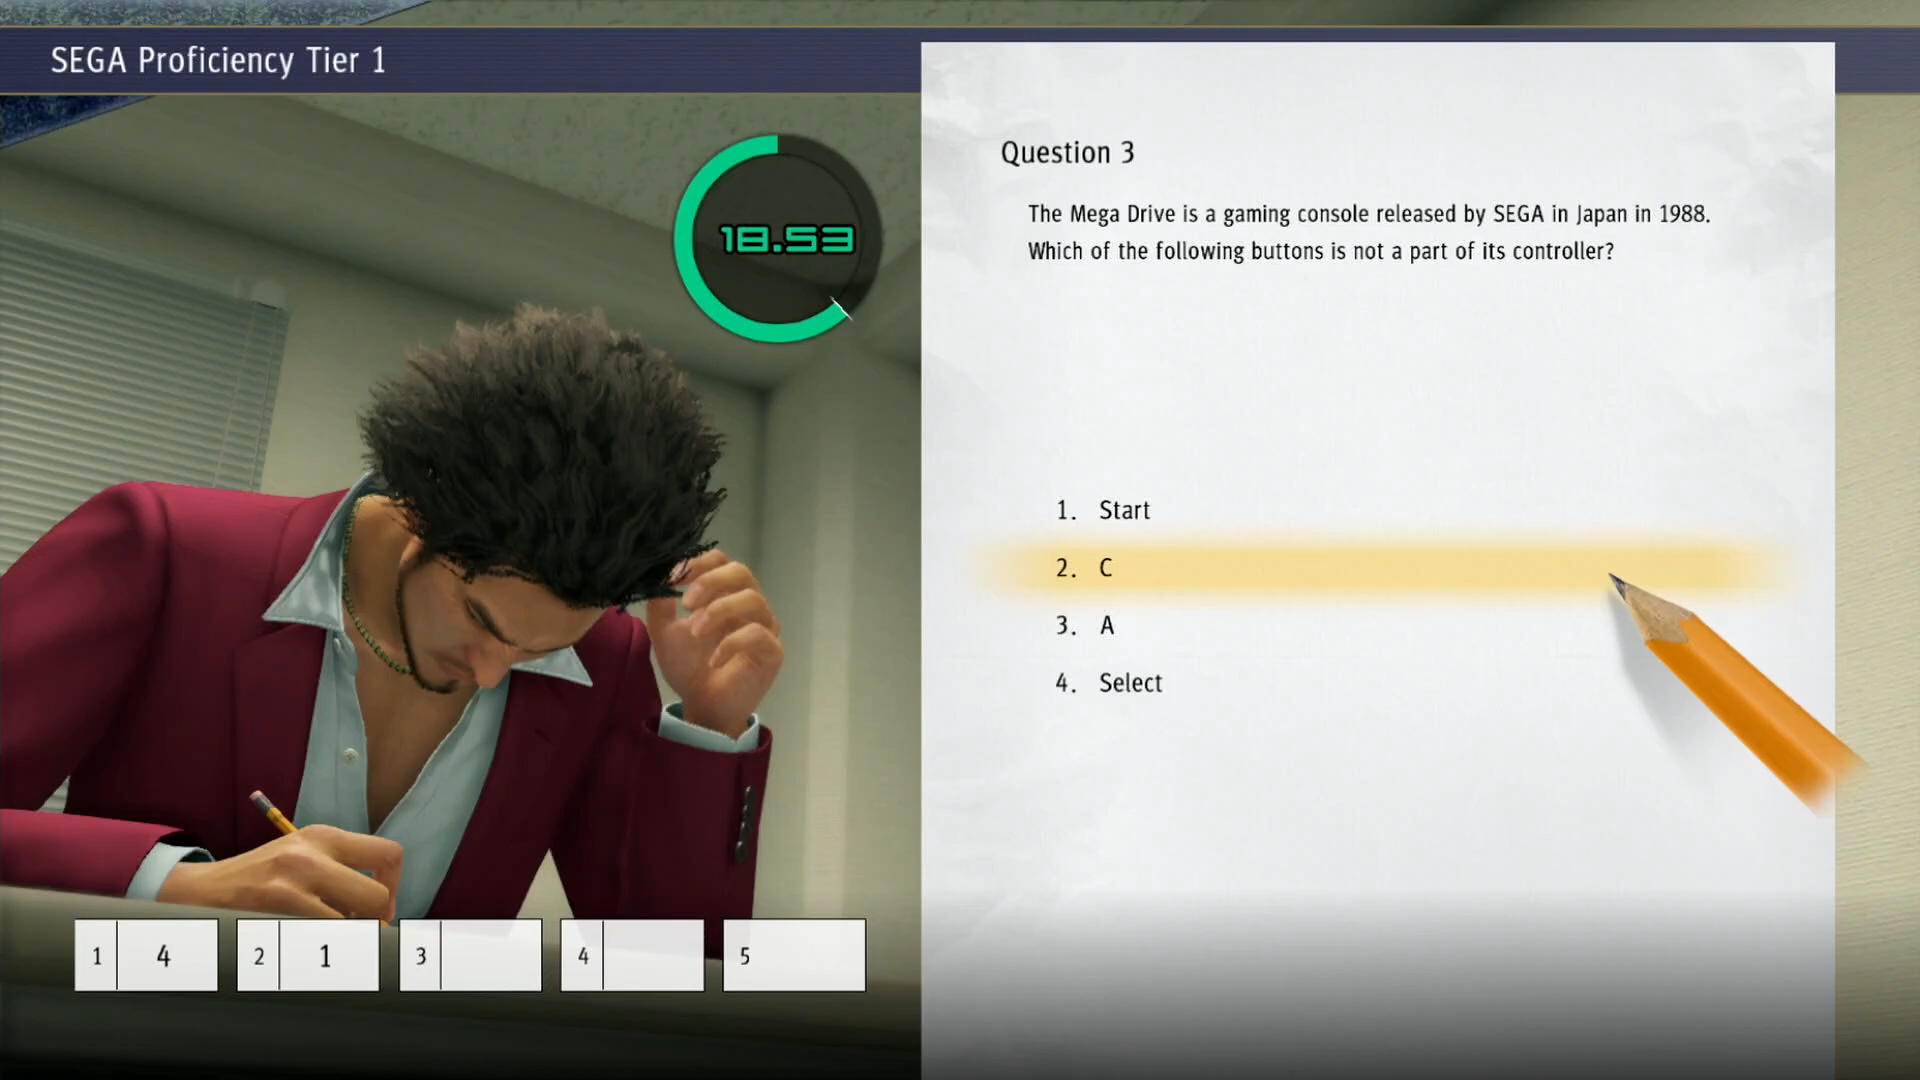 SEGA Proficiency Tier 1
18.53
Question 3
The Mega Drive is a gaming console released by SEGA in Japan in 1988.
Which of the following buttons is not a part of its controller?
1. Start
2. C
3. A
4. Select
1 4 2 1 3 4 5